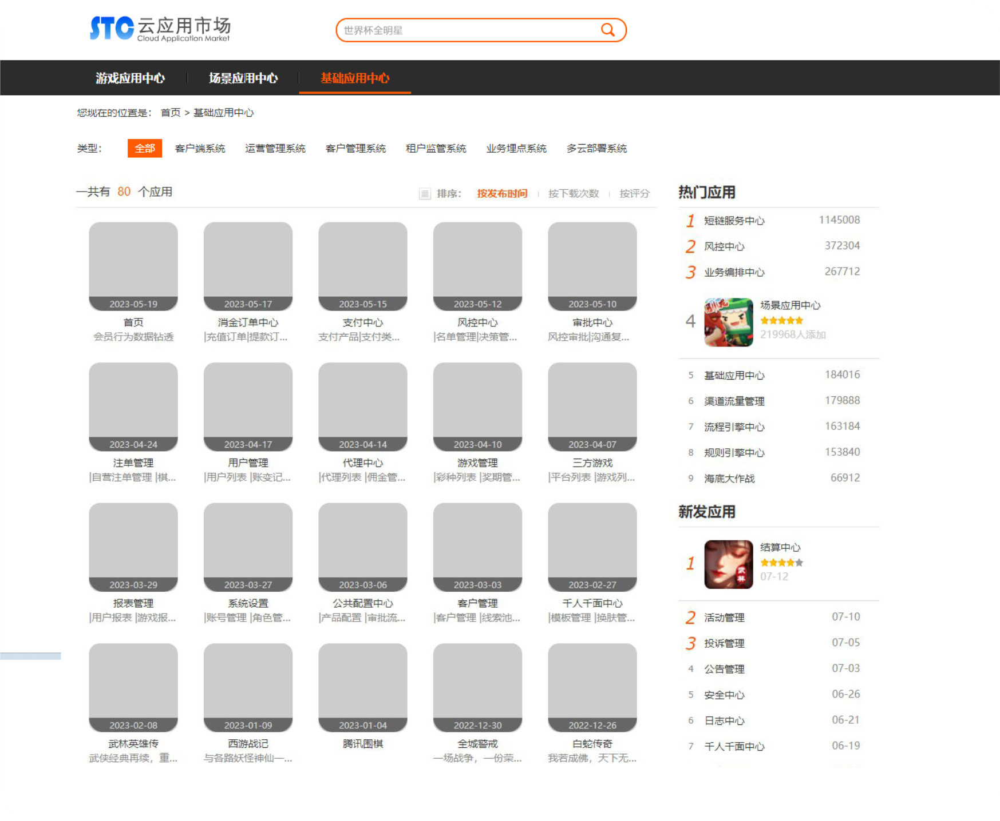 STC 云应用市场
Cloud Application Market
世界杯全明星
游戏应用中心 场景应用中心 基础应用中心
您现在的位置是： 首页 > 基础应用中心
类型： 全部 客户端系统 运营管理系统 客户管理系统 租户监管系统 业务埋点系统 多云部署系统
一共有 80 个应用
排序： 按发布时间 按下载次数 按评分
2023-05-19 2023-05-17 2023-05-15 2023-05-12 2023-05-10
首页 消金订单中心 支付中心 风控中心 审批中心
会员行为数据钻透 |充值订单|提款订... 支付产品|支付类... |名单管理|决策管... 风控审批|沟通复...
2023-04-24 2023-04-17 2023-04-14 2023-04-10 2023-04-07
注单管理 用户管理 代理中心 游戏管理 三方游戏
|自营注单管理 |棋... |用户列表 |账变记... |代理列表 |佣金管... |彩种列表 |奖期管... |平台列表 |游戏列...
2023-03-29 2023-03-27 2023-03-06 2023-03-03 2023-02-27
报表管理 系统设置 公共配置中心 客户管理 千人千面中心
|用户报表 |游戏报... |账号管理 |角色管... |产品配置 |审批流... |客户管理 |线索池... |模板管理 |换肤管...
2023-02-08 2023-01-09 2023-01-04 2022-12-30 2022-12-26
武林英雄传 西游战记 腾讯围棋 全城警戒 白蛇传奇
武侠经典再续，重... 与各路妖怪神仙一... 一场战争，一份荣... 我若成佛，天下无...
热门应用
1 短链服务中心 1145008
2 风控中心 372304
3 业务编排中心 267712
4 场景应用中心
219968人添加
5 基础应用中心 184016
6 渠道流量管理 179888
7 流程引擎中心 163184
8 规则引擎中心 153840
9 海底大作战 66912
新发应用
1 结算中心
武林
07-12
2 活动管理 07-10
3 投诉管理 07-05
4 公告管理 07-03
5 安全中心 06-26
6 日志中心 06-21
7 千人千面中心 06-19